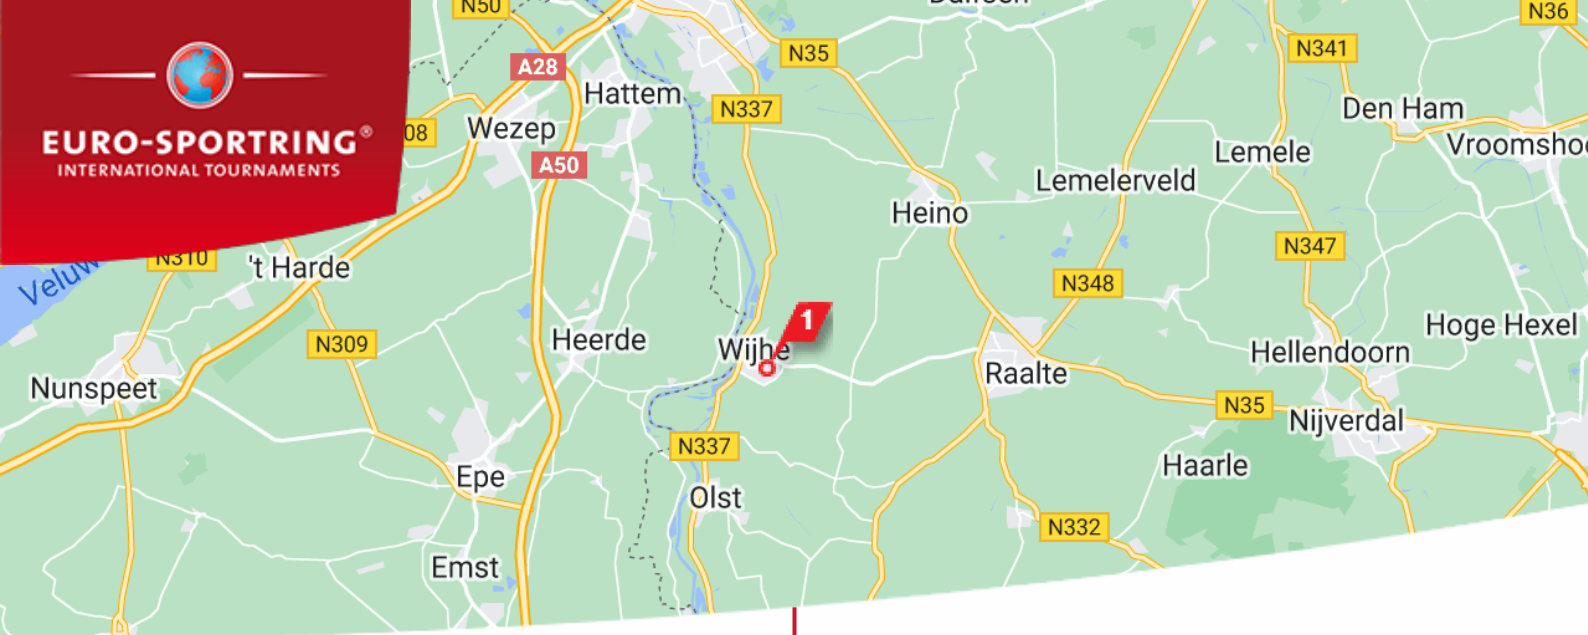 N50
N36
N35
N341
A28
Hattem
N337
Den Ham
EURO-SPORTRING®
INTERNATIONAL TOURNAMENTS
08
Wezep
A50
Lemele
Lemelerveld
Heino
N310
't Harde
N347
N348
1
N309
Heerde
Wijhe
Hoge Hexel
Hellendoorn
Nunspeet
Raalte
N35
Nijverdal
N337
Haarle
Epe
Olst
N332
Emst